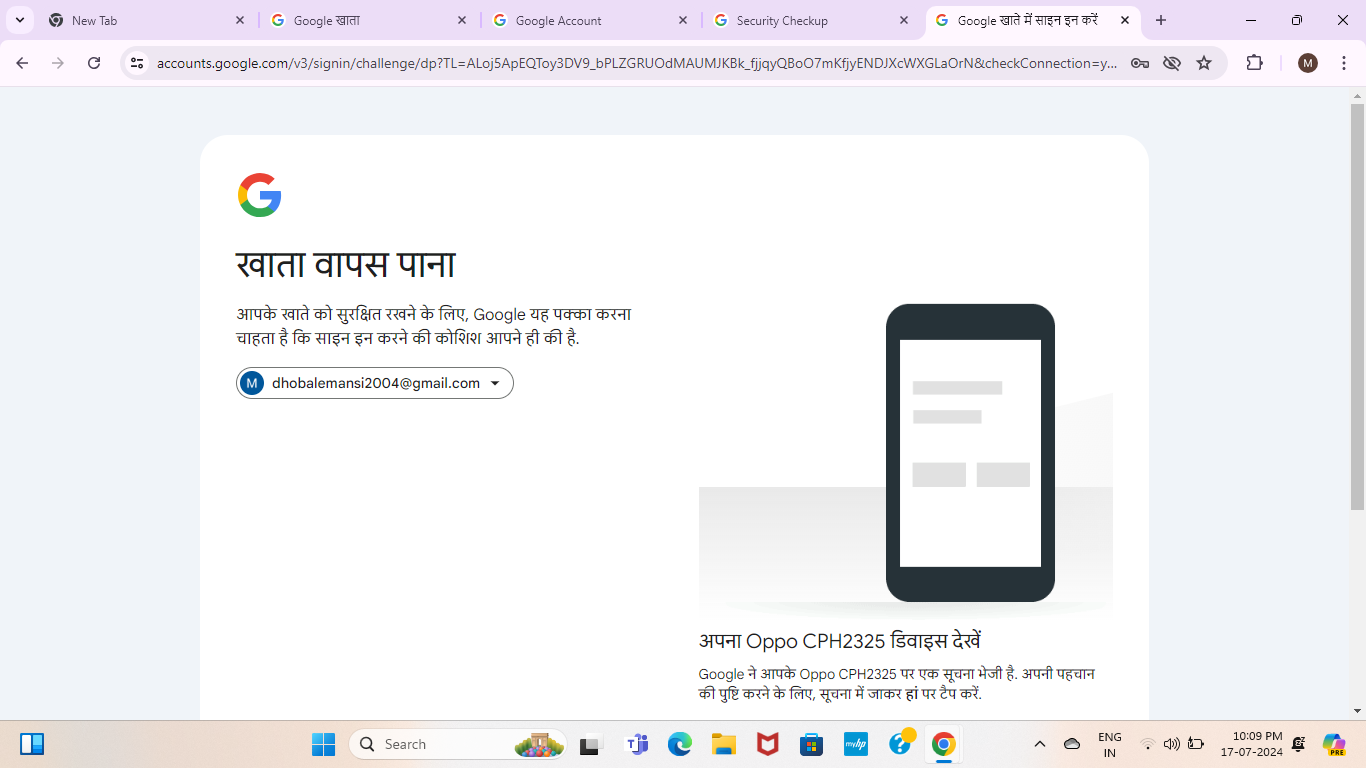 New Tab
Google खाता
Google Account
Security Checkup
Google खाते में साइन इन करें
accounts.google.com/v3/signin/challenge/dp?TL=ALoj5ApEQToy3DV9_bPLZGRUOdMAUMJKBk_fjjqyQBoO7mKfjyENDJXcWXGLaOrN&checkConnection=y...
M
खाता वापस पाना
आपके खाते को सुरक्षित रखने के लिए, Google यह पक्का करना
चाहता है कि साइन इन करने की कोशिश आपने ही की है.
M dhobalemansi2004@gmail.com
अपना Oppo CPH2325 डिवाइस देखें
Google ने आपके Oppo CPH2325 पर एक सूचना भेजी है. अपनी पहचान
की पुष्टि करने के लिए, सूचना में जाकर हां पर टैप करें.
Search
myhp
ENG
IN
10:09 PM
17-07-2024
PRE